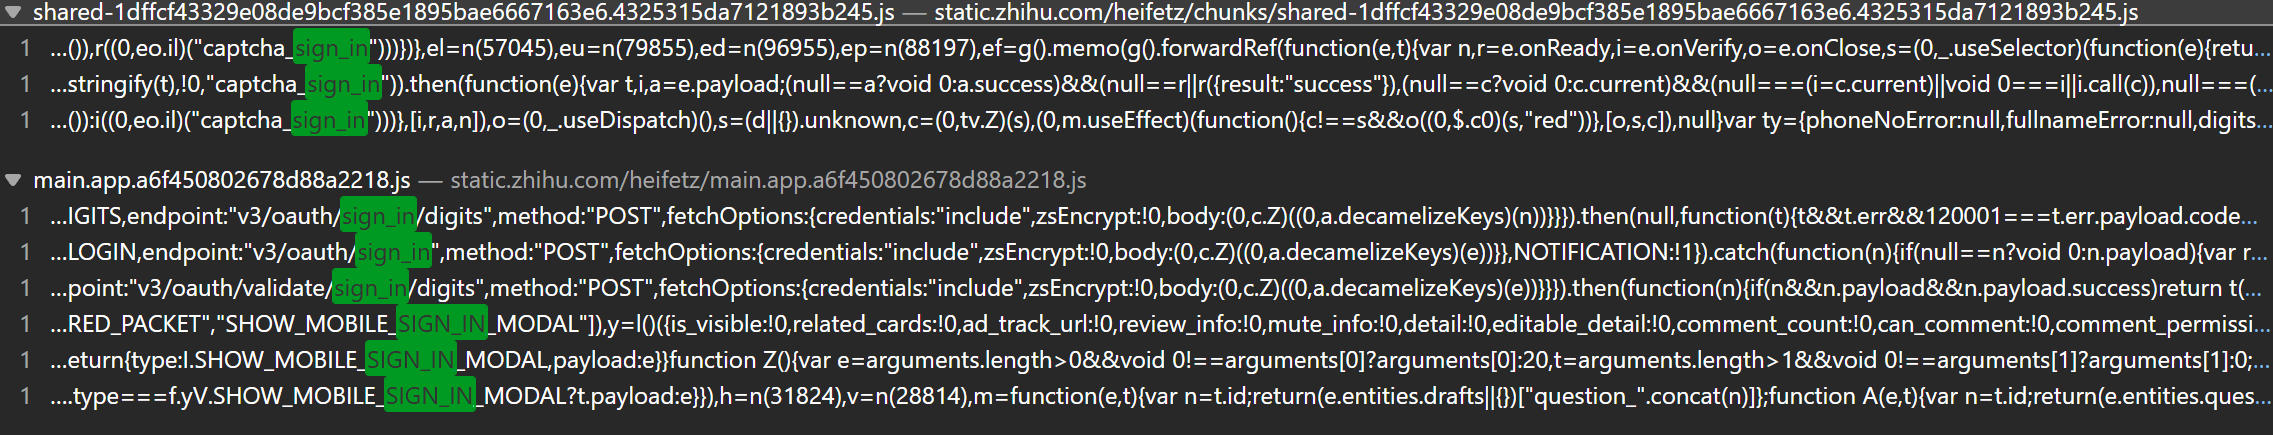 shared-1dffcf43329e08de9bcf385e1895bae6667163e6.4325315da7121893b245.js — static.zhihu.com/heifetz/chunks/shared-1dffcf43329e08de9bcf385e1895bae6667163e6.4325315da7121893b245.js
1 …()),r((0,eo.il)("captcha_sign_in")))})},el=n(57045),eu=n(79855),ed=n(96955),ep=n(88197),ef=g().memo(g().forwardRef(function(e,t){var n,r=e.onReady,i=e.onVerify,o=e.onClose,s=(0,_.useSelector)(function(e){retu…
1 …stringify(t),!0,"captcha_sign_in")).then(function(e){var t,i,a=e.payload;(null==a?void 0:a.success)&&(null==r||r({result:"success"}),(null==c?void 0:c.current)&&(null===(i=c.current)||void 0===i||i.call(c)),null===(…
1 …()):i((0,eo.il)("captcha_sign_in")))},[i,r,a,n]),o=(0,_.useDispatch)(),s=(d||{}).unknown,c=(0,tv.Z)(s),(0,m.useEffect)(function(){c!==s&&o((0,$.c0)(s,"red"))},[o,s,c]),null}var ty={phoneNoError:null,fullnameError:null,digits…
main.app.a6f450802678d88a2218.js — static.zhihu.com/heifetz/main.app.a6f450802678d88a2218.js
1 …IGITS,endpoint:"v3/oauth/sign_in/digits",method:"POST",fetchOptions:{credentials:"include",zsEncrypt:!0,body:(0,c.Z)((0,a.decamelizeKeys)(n))}}}).then(null,function(t){t&&t.err&&120001===t.err.payload.code…
1 …LOGIN,endpoint:"v3/oauth/sign_in",method:"POST",fetchOptions:{credentials:"include",zsEncrypt:!0,body:(0,c.Z)((0,a.decamelizeKeys)(e))}},NOTIFICATION:!1}).catch(function(n){if(null==n?void 0:n.payload){var r…
1 …point:"v3/oauth/validate/sign_in/digits",method:"POST",fetchOptions:{credentials:"include",zsEncrypt:!0,body:(0,c.Z)((0,a.decamelizeKeys)(e))}}}).then(function(n){if(n&&n.payload&&n.payload.success)return t(…
1 …RED_PACKET","SHOW_MOBILE_SIGN_IN_MODAL"]),y=l()({is_visible:!0,related_cards:!0,ad_track_url:!0,review_info:!0,mute_info:!0,detail:!0,editable_detail:!0,comment_count:!0,can_comment:!0,comment_permissi…
1 …eturn{type:I.SHOW_MOBILE_SIGN_IN_MODAL,payload:e}}function Z(){var e=arguments.length>0&&void 0!==arguments[0]?arguments[0]:20,t=arguments.length>1&&void 0!==arguments[1]?arguments[1]:0;…
1 ….type===f.yV.SHOW_MOBILE_SIGN_IN_MODAL?t.payload:e}}),h=n(31824),v=n(28814),m=function(e,t){var n=t.id;return(e.entities.drafts||{})["question_".concat(n)]};function A(e,t){var n=t.id;return(e.entities.ques…